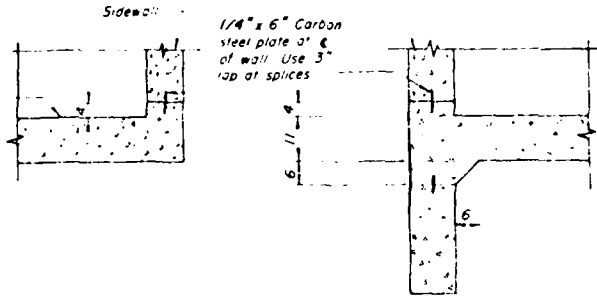 Sidewall
1/4" x 6" Carbon
steel plate at ℄
of wall Use 3"
lap at splices
4
4
11
6
6